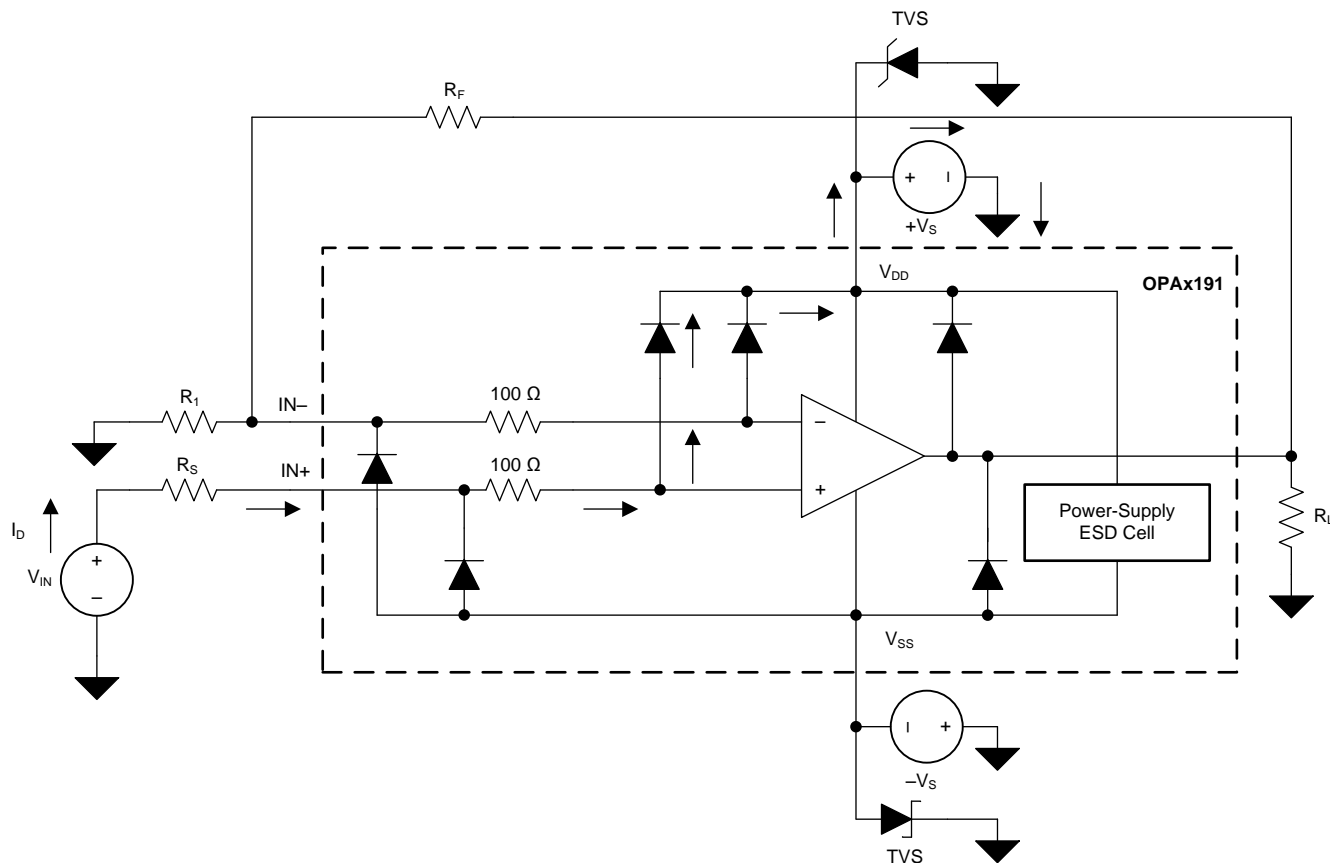 TVS
R_F
+ –
+V_S
V_DD
OPAx191
R_1
IN–
100 Ω
–
R_S
IN+
100 Ω
+
I_D
V_IN
+
–
Power-Supply
ESD Cell
R_L
V_SS
– +
–V_S
TVS